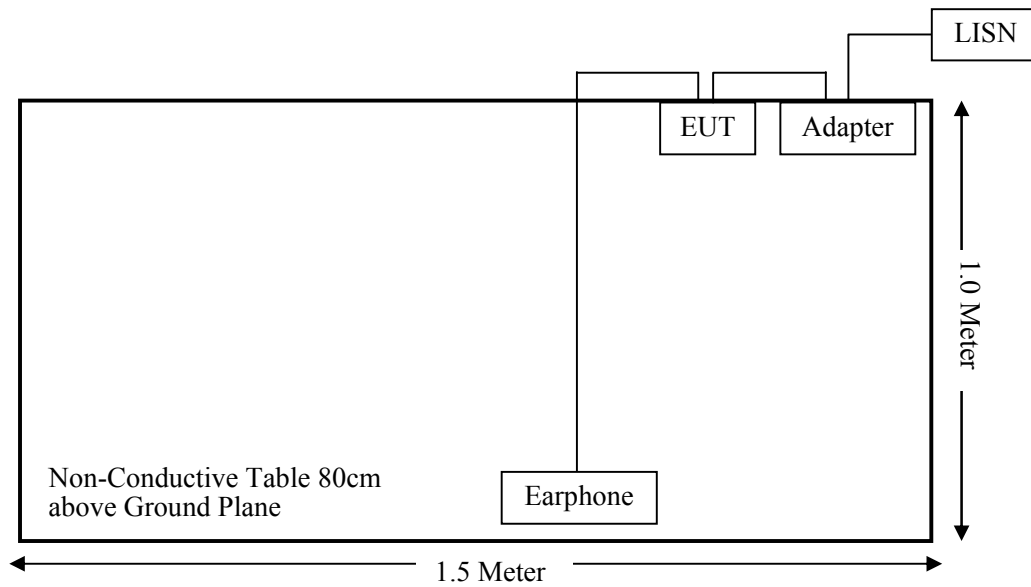 LISN
EUT
Adapter
1.0 Meter
Non-Conductive Table 80cm
above Ground Plane
Earphone
1.5 Meter